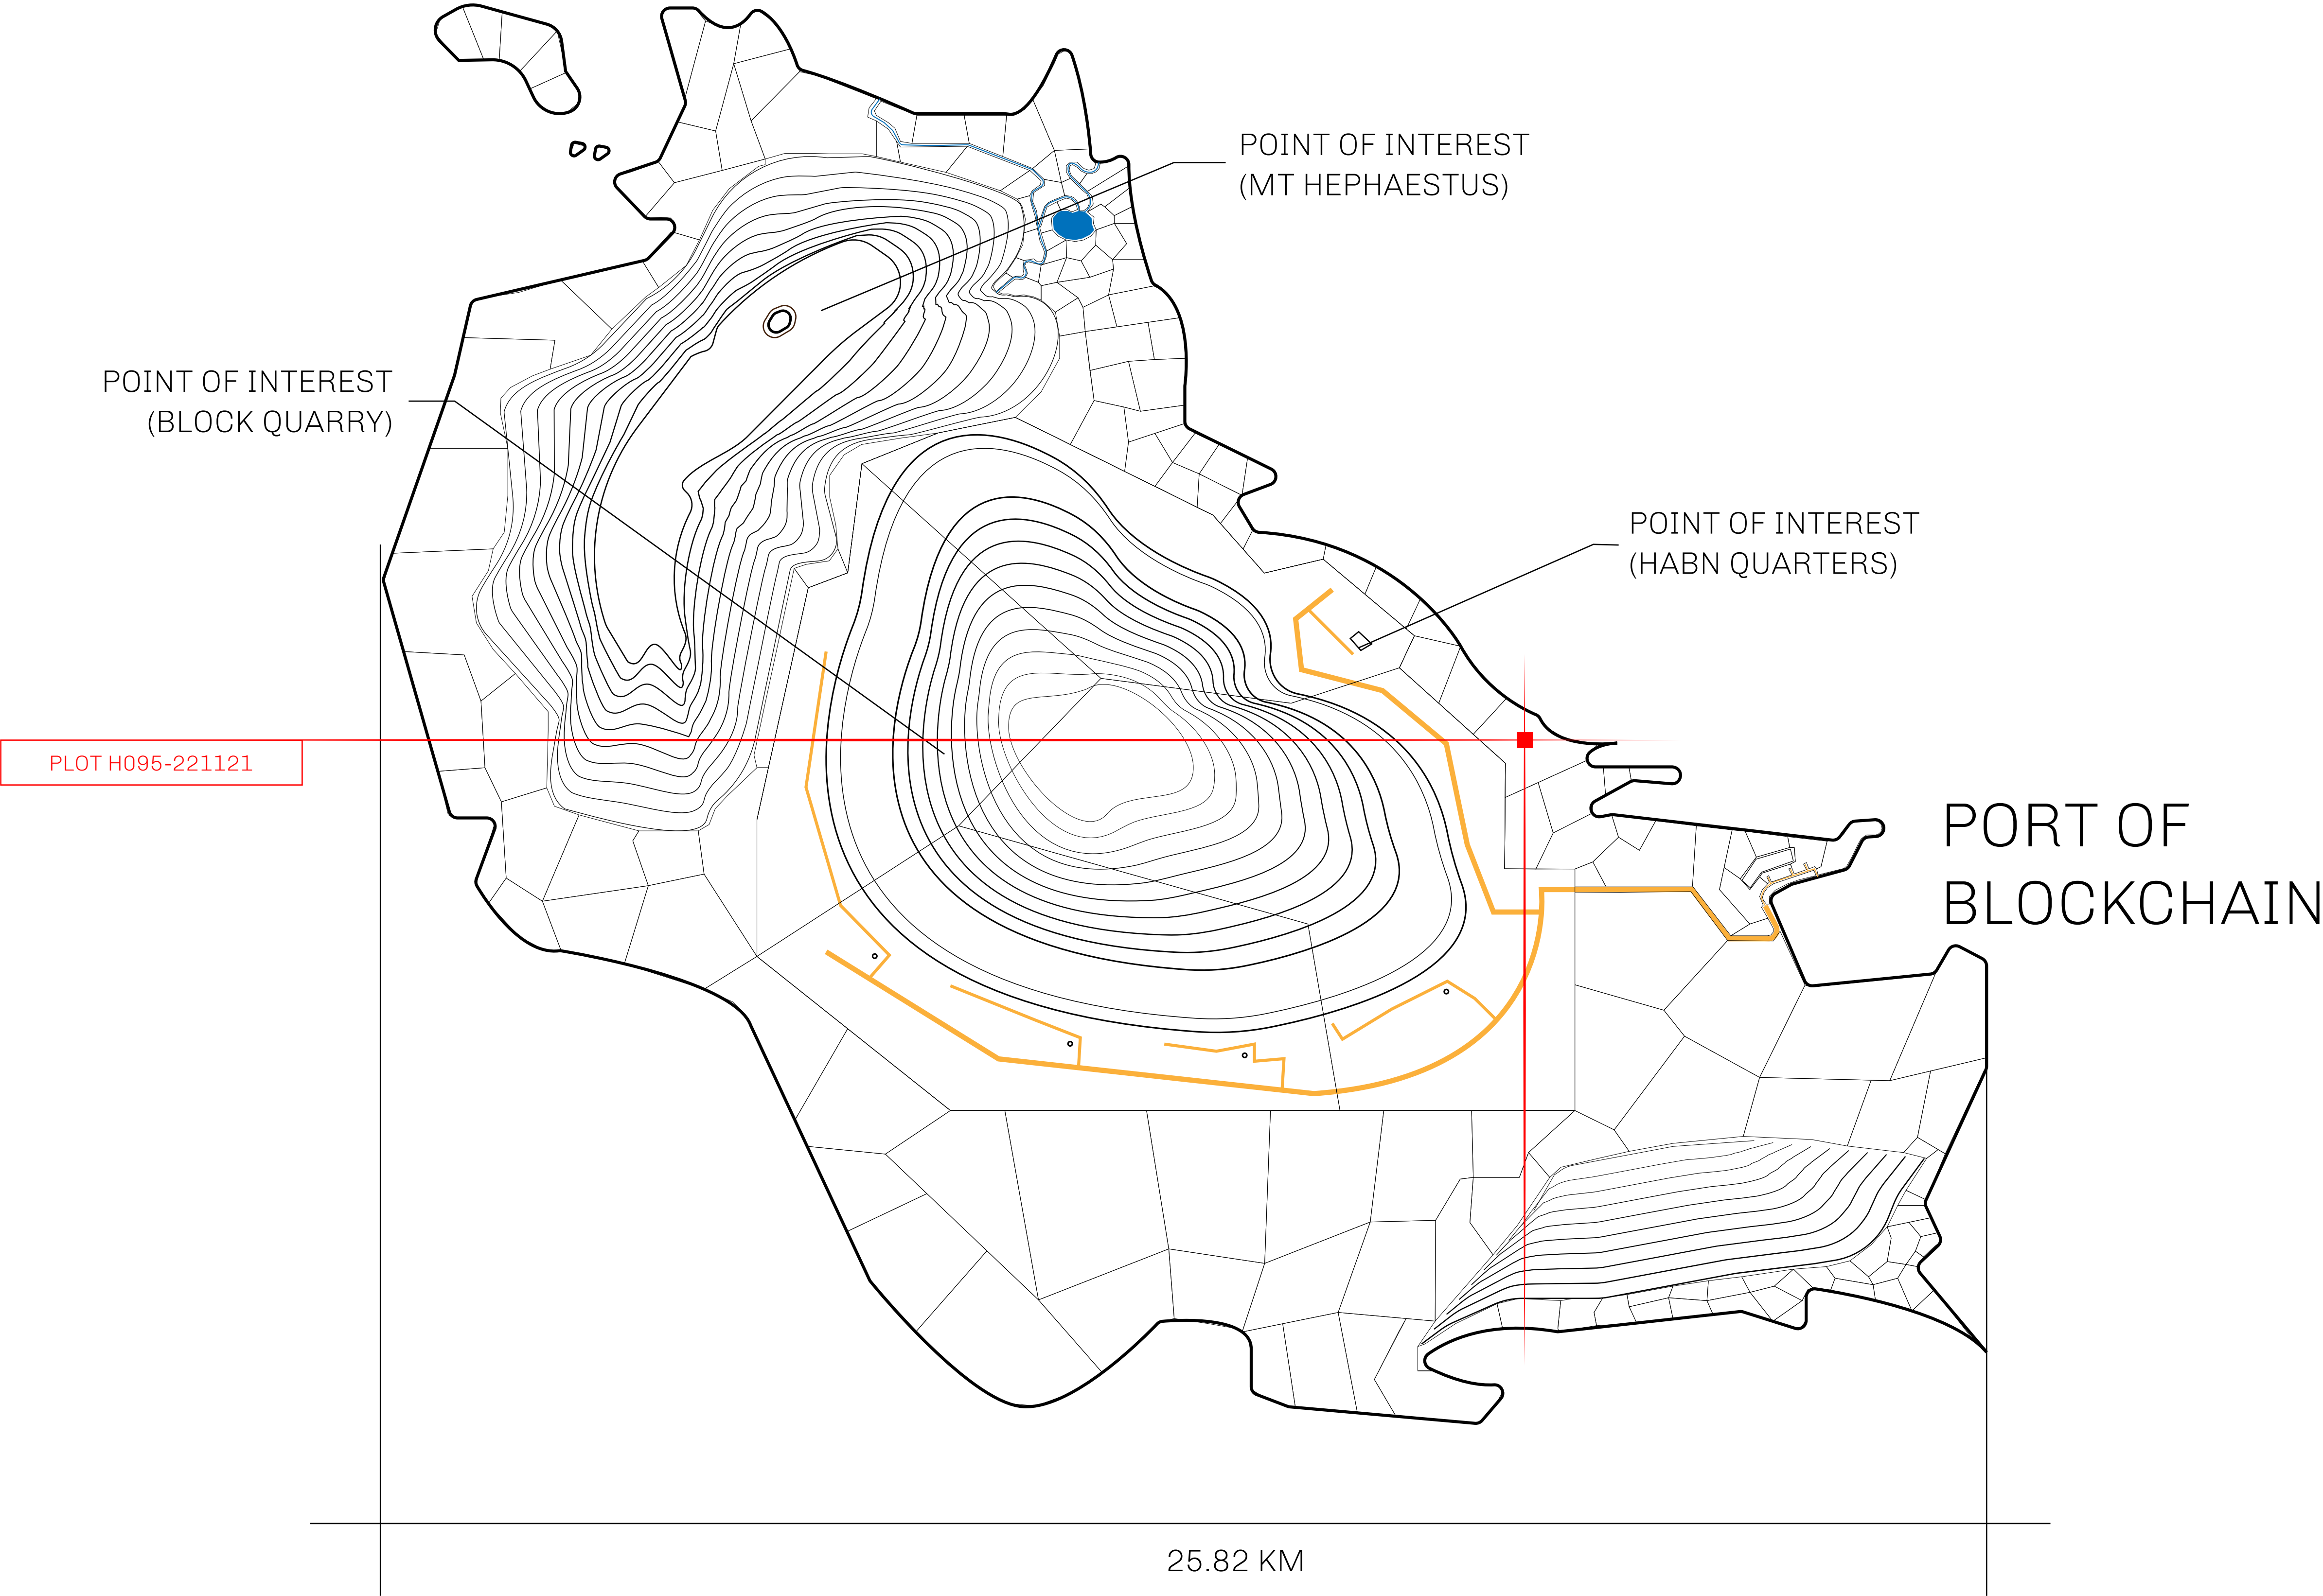 POINT OF INTEREST
(MT HEPHAESTUS)
POINT OF INTEREST
(BLOCK QUARRY)
POINT OF INTEREST
(HABN QUARTERS)
PLOT H095-221121
PORT OF
BLOCKCHAIN
25.82 KM